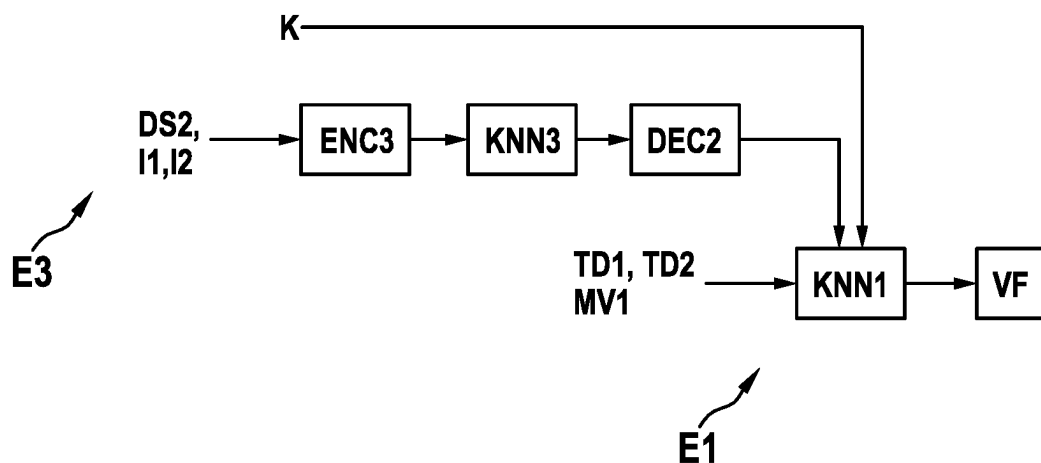 K
DS2,
I1,I2
ENC3
KNN3
DEC2
E3
TD1, TD2
MV1
KNN1
VF
E1